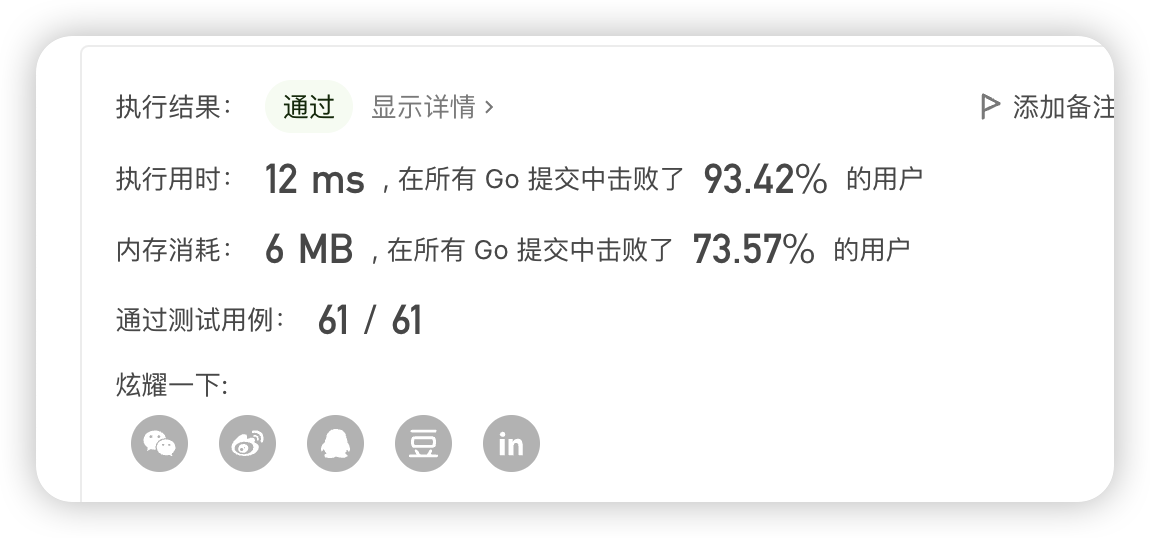 执行结果： 通过 显示详情 > 添加备注
执行用时： 12 ms , 在所有 Go 提交中击败了 93.42% 的用户
内存消耗： 6 MB , 在所有 Go 提交中击败了 73.57% 的用户
通过测试用例： 61 / 61
炫耀一下:
豆 in